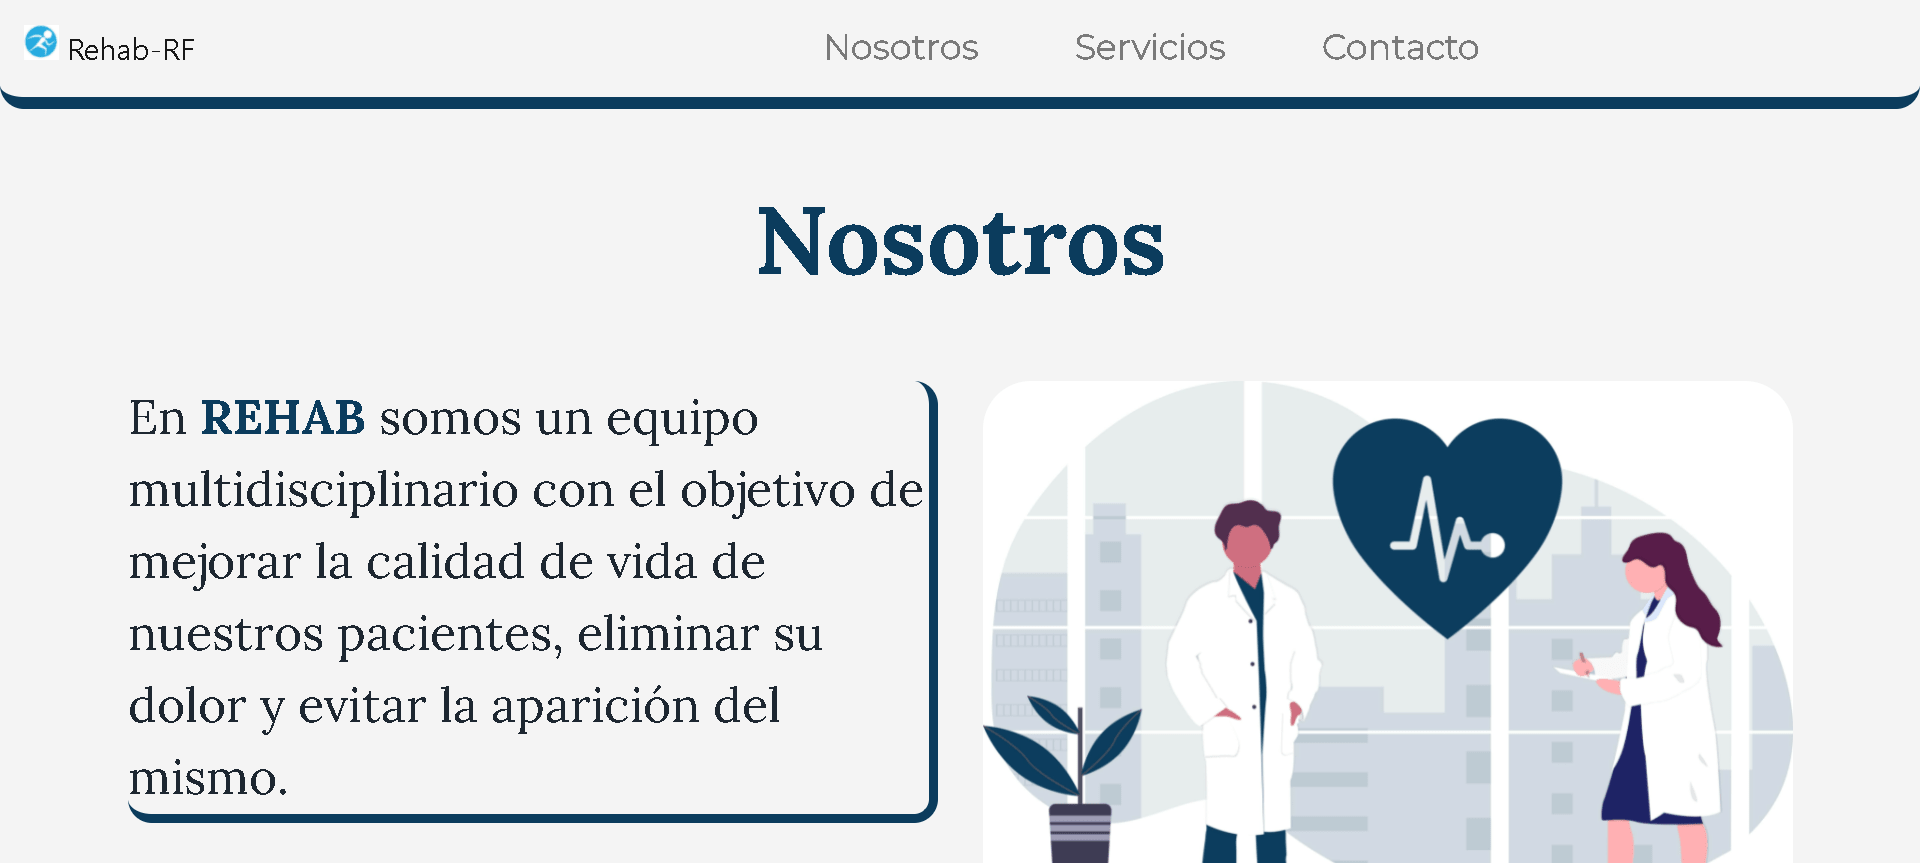 Rehab-RF
Nosotros Servicios Contacto
Nosotros
En REHAB somos un equipo
multidisciplinario con el objetivo de
mejorar la calidad de vida de
nuestros pacientes, eliminar su
dolor y evitar la aparición del
mismo.